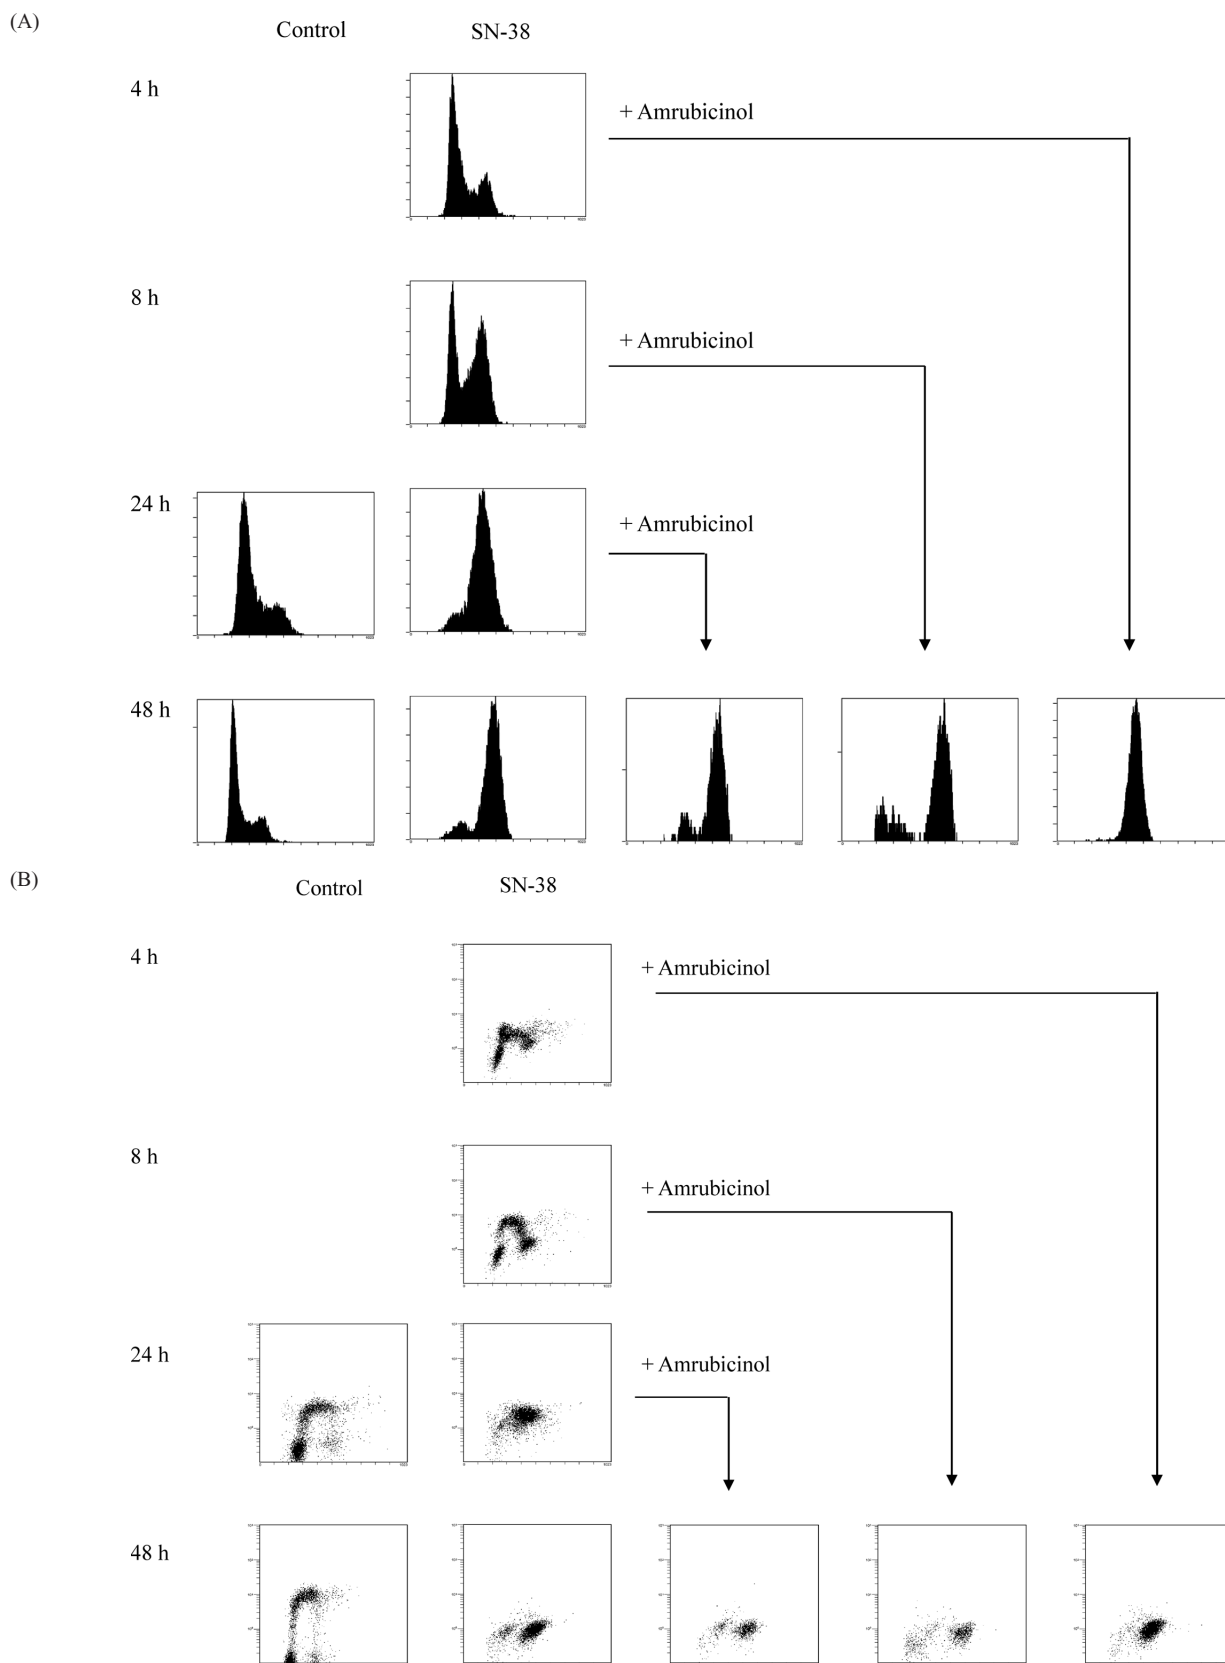 (A)
Control SN-38
4 h
+ Amrubicinol
8 h
+ Amrubicinol
24 h
+ Amrubicinol
48 h
(B)
Control SN-38
4 h
+ Amrubicinol
8 h
+ Amrubicinol
24 h
+ Amrubicinol
48 h